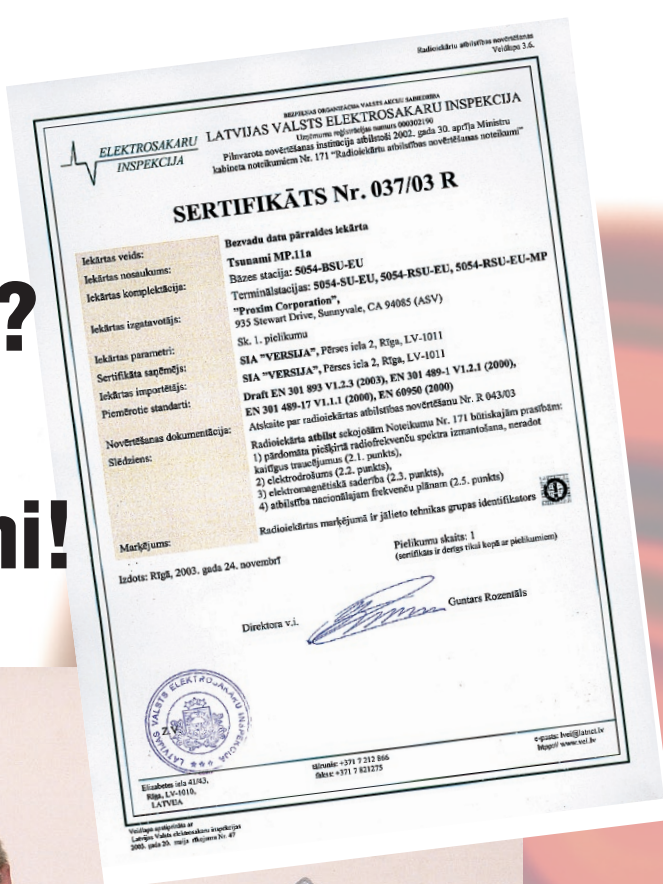 Radioiekārtu atbilstības novērtēšanas
Veidlapa 3.6.
ELEKTROSAKARU
INSPEKCIJA
BEZPEĻŅAS ORGANIZĀCIJA VALSTS AKCIJU SABIEDRĪBA
LATVIJAS VALSTS ELEKTROSAKARU INSPEKCIJA
Uzņēmumu reģistrācijas numurs 000302190
Pilnvarota novērtēšanas institūcija atbilstoši 2002. gada 30. aprīļa Ministru
kabineta noteikumiem Nr. 171 "Radioiekārtu atbilstības novērtēšanas noteikumi"
SERTIFIKĀTS Nr. 037/03 R
Iekārtas veids: Bezvadu datu pārraides iekārta
Iekārtas nosaukums: Tsunami MP.11a
Iekārtas komplektācija: Bāzes stacija: 5054-BSU-EU
Terminālstacijas: 5054-SU-EU, 5054-RSU-EU, 5054-RSU-EU-MP
Iekārtas izgatavotājs: "Proxim Corporation",
935 Stewart Drive, Sunnyvale, CA 94085 (ASV)
Iekārtas parametri: Sk. 1. pielikumu
Sertifikāta saņēmējs: SIA "VERSIJA", Pērses iela 2, Rīga, LV-1011
Iekārtas importētājs: SIA "VERSIJA", Pērses iela 2, Rīga, LV-1011
Piemērotie standarti: Draft EN 301 893 V1.2.3 (2003), EN 301 489-1 V1.2.1 (2000),
EN 301 489-17 V1.1.1 (2000), EN 60950 (2000)
Novērtēšanas dokumentācija: Atskaite par radioiekārtas atbilstības novērtēšanu Nr. R 043/03
Slēdziens: Radioiekārta atbilst sekojošām Noteikumu Nr. 171 būtiskajām prasībām:
1) pārdomāta piešķirtā radiofrekvenču spektra izmantošana, neradot
kaitīgus traucējumus (2.1. punkts),
2) elektrodrošums (2.2. punkts),
3) elektromagnētiskā saderība (2.3. punkts),
4) atbilstība nacionālajam frekvenču plānam (2.5. punkts)
Marķējums: Radioiekārtas marķējumā ir jālieto tehnikas grupas identifikators
?
ni!
Izdots: Rīgā, 2003. gada 24. novembrī
Pielikumu skaits: 1
(sertifikāts ir derīgs tikai kopā ar pielikumiem)
Direktora v.i.
Guntars Rozentāls
LATVIJAS VALSTS ELEKTROSAKARU INSPEKCIJA
Z.V.
Elizabetes iela 41/43,
Rīga, LV-1010,
LATVIJA
tālrunis: +371 7 212 866
fakss: +371 7 821275
e-pasts: lvei@latnet.lv
http:// www.vei.lv
Veidlapa apstiprināta ar
Latvijas Valsts elektrosakaru inspekcijas
2003. gada 20. maija rīkojumu Nr. 47